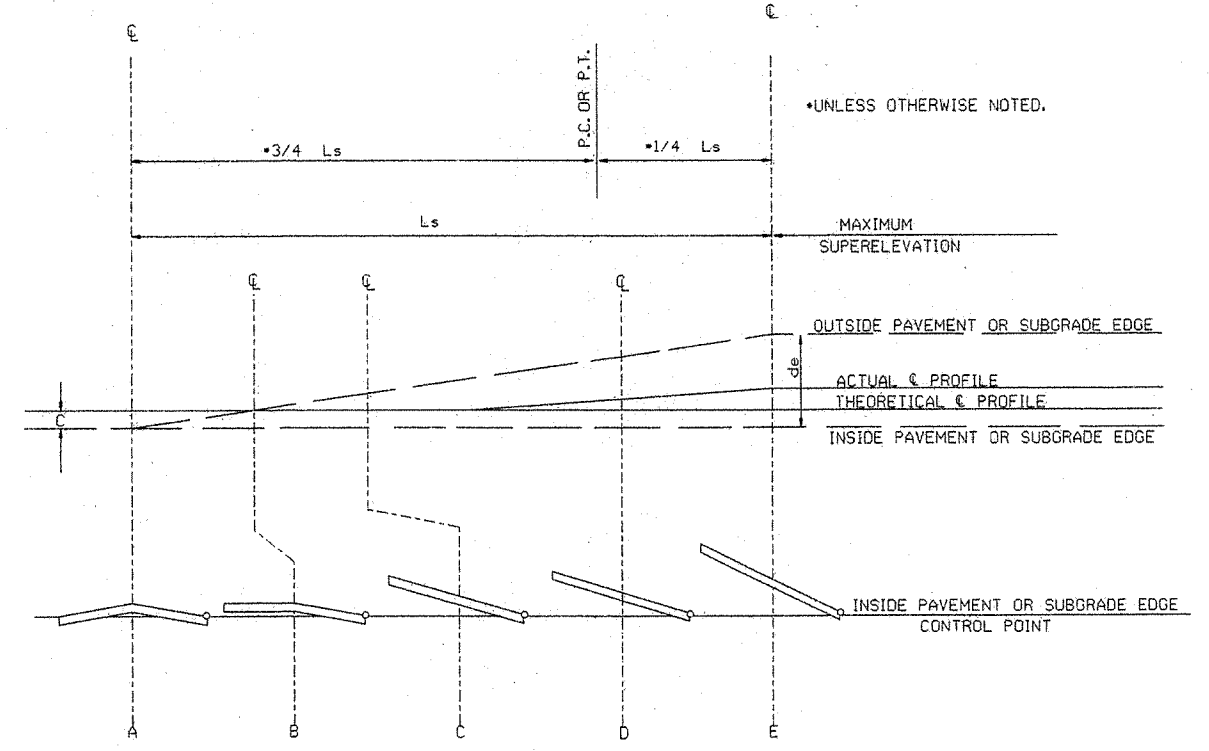 ℄ ℄
P.C. OR P.T.
*UNLESS OTHERWISE NOTED.
*3/4 Ls
*1/4 Ls
Ls
MAXIMUM
SUPERELEVATION
℄ ℄ ℄
OUTSIDE PAVEMENT OR SUBGRADE EDGE
de
ACTUAL ℄ PROFILE
THEORETICAL ℄ PROFILE
C
INSIDE PAVEMENT OR SUBGRADE EDGE
INSIDE PAVEMENT OR SUBGRADE EDGE
CONTROL POINT
A B C D E